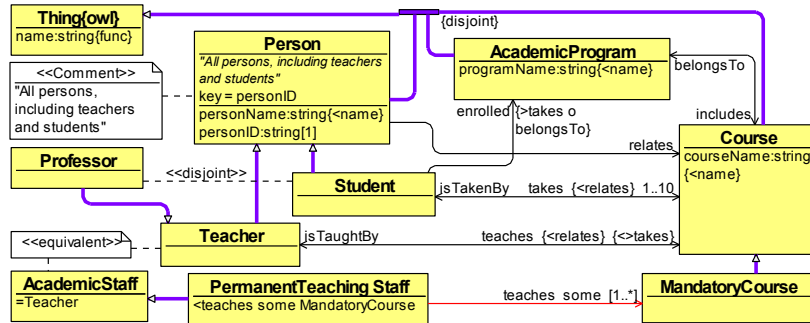 Thing{owl}
name:string{func}
{disjoint}
<<Comment>>
"All persons,
including teachers
and students"
Person
"All persons, including teachers
and students"
key = personID
personName:string{<name}
personID:string[1]
AcademicProgram
programName:string{<name}
belongsTo
enrolled {>takes o
belongsTo}
includes
relates
Course
courseName:string
{<name}
Professor
<<disjoint>>
Student
isTakenBy
takes {<relates} 1..10
Teacher
isTaughtBy
teaches {<relates} {<>takes}
<<equivalent>>
AcademicStaff
=Teacher
PermanentTeaching Staff
<teaches some MandatoryCourse
teaches some [1..*]
MandatoryCourse